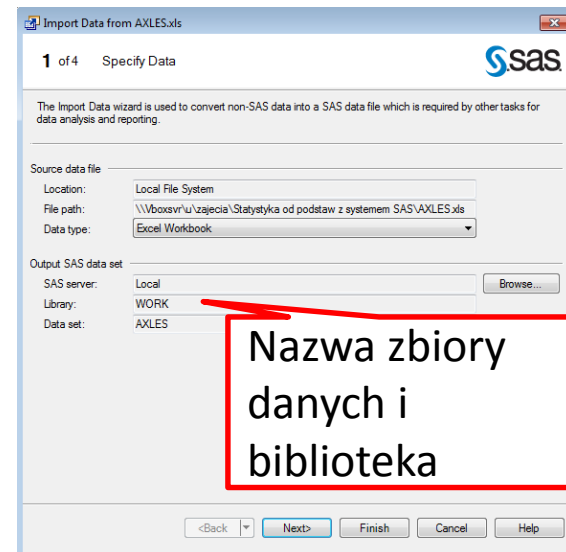 Import Data from AXLES.xls
1 of 4 Specify Data
sas
The Import Data wizard is used to convert non-SAS data into a SAS data file which is required by other tasks for
data analysis and reporting.
Source data file
Location: Local File System
File path: \\Vboxsvr\u\zajecia\Statystyka od podstaw z systemem SAS\AXLES.xls
Data type: Excel Workbook
Output SAS data set
SAS server: Local Browse...
Library: WORK
Data set: AXLES
Nazwa zbiory
danych i
biblioteka
<Back Next> Finish Cancel Help